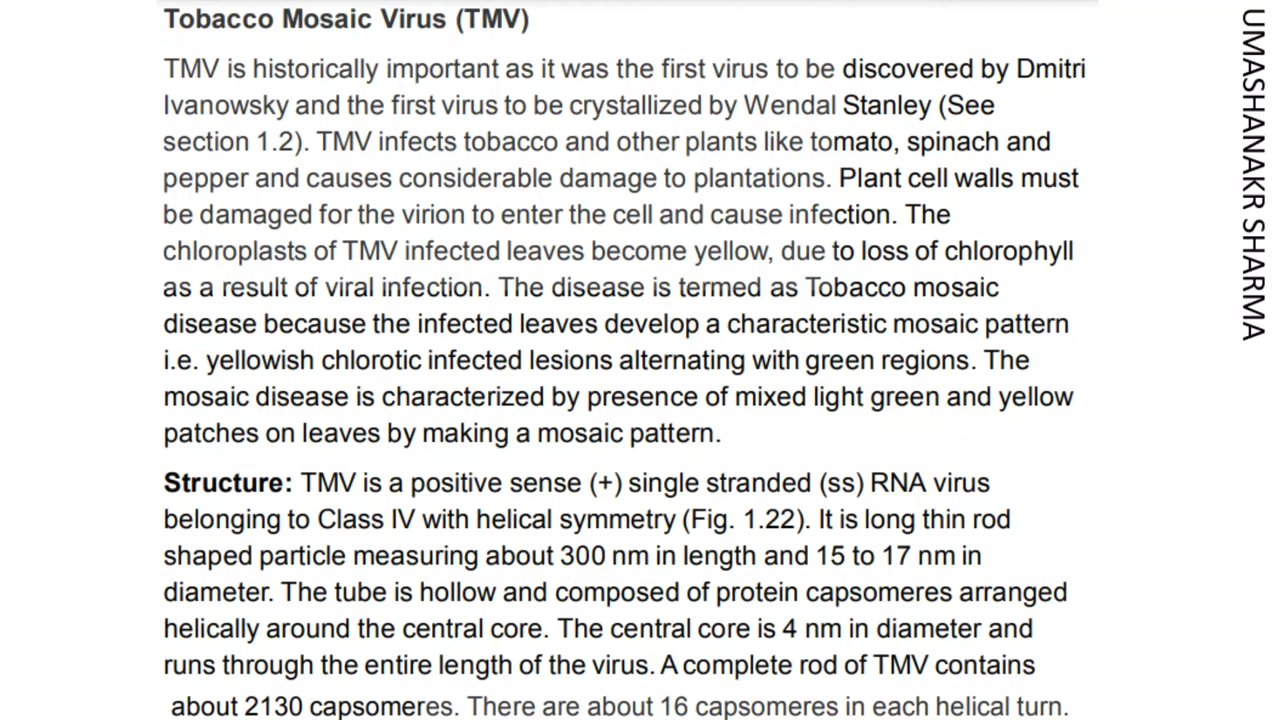 Tobacco Mosaic Virus (TMV)
TMV is historically important as it was the first virus to be discovered by Dmitri
Ivanowsky and the first virus to be crystallized by Wendal Stanley (See
section 1.2). TMV infects tobacco and other plants like tomato, spinach and
pepper and causes considerable damage to plantations. Plant cell walls must
be damaged for the virion to enter the cell and cause infection. The
chloroplasts of TMV infected leaves become yellow, due to loss of chlorophyll
as a result of viral infection. The disease is termed as Tobacco mosaic
disease because the infected leaves develop a characteristic mosaic pattern
i.e. yellowish chlorotic infected lesions alternating with green regions. The
mosaic disease is characterized by presence of mixed light green and yellow
patches on leaves by making a mosaic pattern.
Structure: TMV is a positive sense (+) single stranded (ss) RNA virus
belonging to Class IV with helical symmetry (Fig. 1.22). It is long thin rod
shaped particle measuring about 300 nm in length and 15 to 17 nm in
diameter. The tube is hollow and composed of protein capsomeres arranged
helically around the central core. The central core is 4 nm in diameter and
runs through the entire length of the virus. A complete rod of TMV contains
about 2130 capsomeres. There are about 16 capsomeres in each helical turn.
UMASHANAKR SHARMA